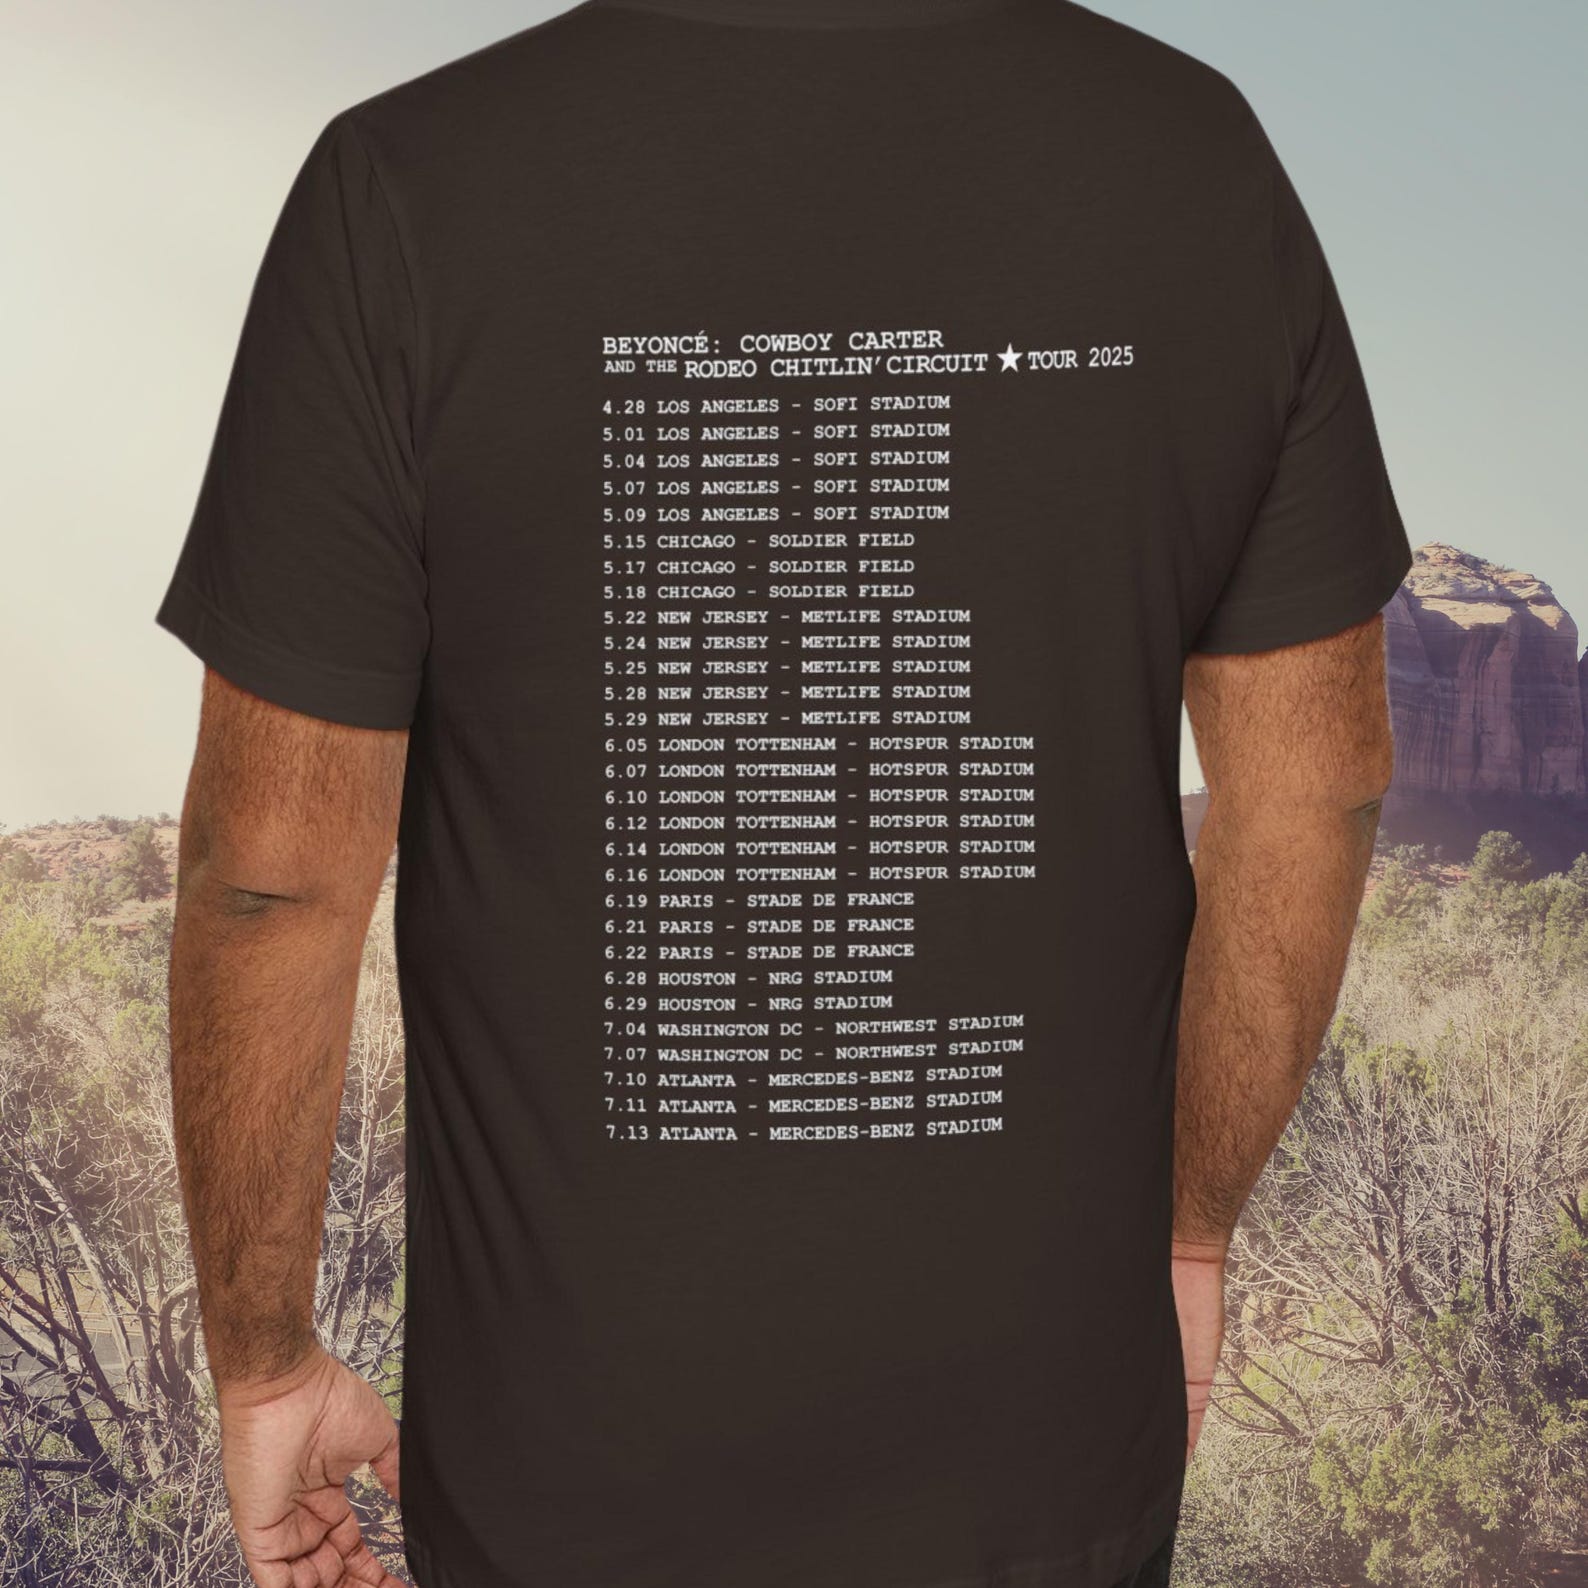 BEYONCÉ: COWBOY CARTER
AND THE RODEO CHITLIN' CIRCUIT ★ TOUR 2025
4.28 LOS ANGELES - SOFI STADIUM
5.01 LOS ANGELES - SOFI STADIUM
5.04 LOS ANGELES - SOFI STADIUM
5.07 LOS ANGELES - SOFI STADIUM
5.09 LOS ANGELES - SOFI STADIUM
5.15 CHICAGO - SOLDIER FIELD
5.17 CHICAGO - SOLDIER FIELD
5.18 CHICAGO - SOLDIER FIELD
5.22 NEW JERSEY - METLIFE STADIUM
5.24 NEW JERSEY - METLIFE STADIUM
5.25 NEW JERSEY - METLIFE STADIUM
5.28 NEW JERSEY - METLIFE STADIUM
5.29 NEW JERSEY - METLIFE STADIUM
6.05 LONDON TOTTENHAM - HOTSPUR STADIUM
6.07 LONDON TOTTENHAM - HOTSPUR STADIUM
6.10 LONDON TOTTENHAM - HOTSPUR STADIUM
6.12 LONDON TOTTENHAM - HOTSPUR STADIUM
6.14 LONDON TOTTENHAM - HOTSPUR STADIUM
6.16 LONDON TOTTENHAM - HOTSPUR STADIUM
6.19 PARIS - STADE DE FRANCE
6.21 PARIS - STADE DE FRANCE
6.22 PARIS - STADE DE FRANCE
6.28 HOUSTON - NRG STADIUM
6.29 HOUSTON - NRG STADIUM
7.04 WASHINGTON DC - NORTHWEST STADIUM
7.07 WASHINGTON DC - NORTHWEST STADIUM
7.10 ATLANTA - MERCEDES-BENZ STADIUM
7.11 ATLANTA - MERCEDES-BENZ STADIUM
7.13 ATLANTA - MERCEDES-BENZ STADIUM